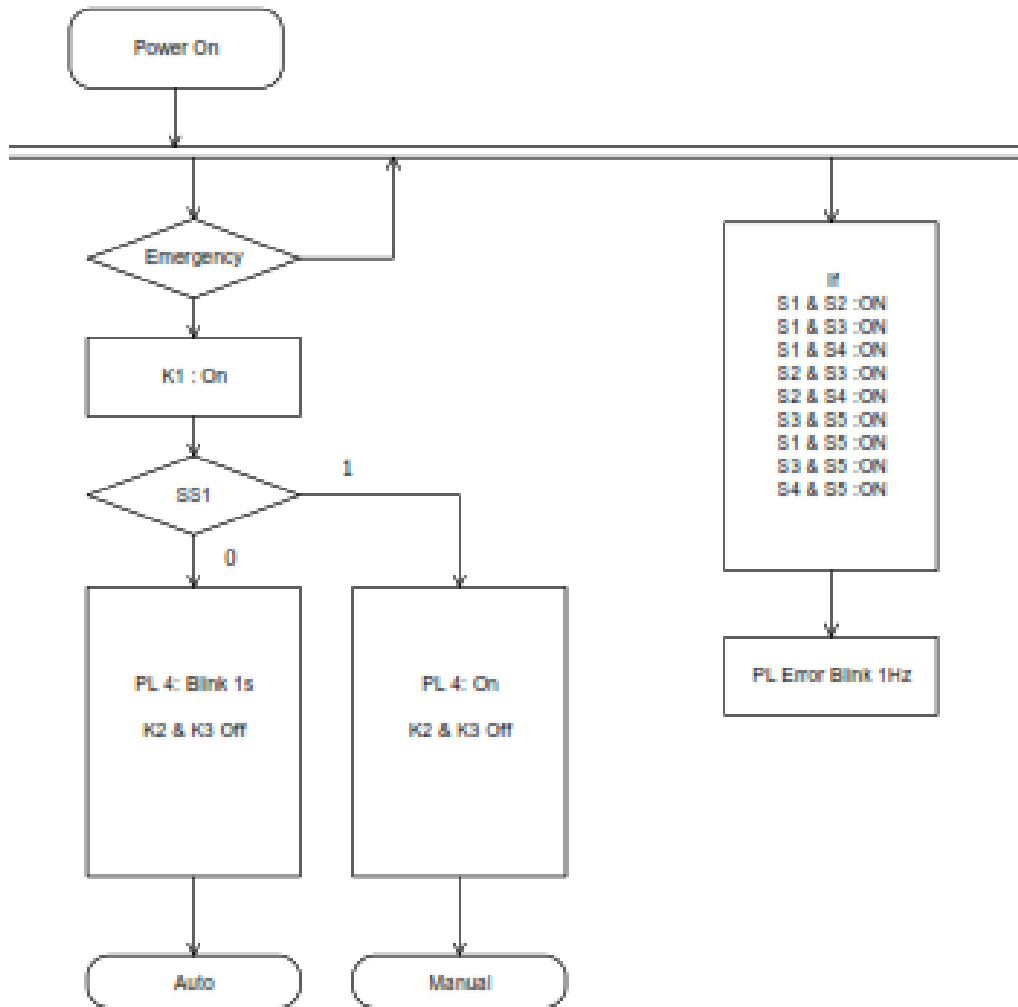 Power On
Emergency
K1 : On
SS1
1
0
PL 4: Blink 1s
K2 & K3 Off
Auto
PL 4: On
K2 & K3 Off
Manual
If
S1 & S2 :ON
S1 & S3 :ON
S1 & S4 :ON
S2 & S3 :ON
S2 & S4 :ON
S3 & S5 :ON
S1 & S5 :ON
S3 & S5 :ON
S4 & S5 :ON
PL Error Blink 1Hz